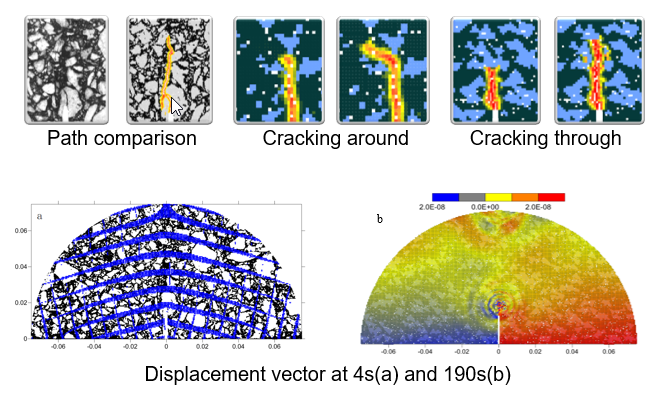 Path comparison
Cracking around
Cracking through
a
0.06
0.04
0.02
0
-0.06 -0.04 -0.02 0 0.02 0.04 0.06
b
2.0E-08 0.0E+00 2.0E-08
-0.06 -0.04 -0.02 0 0.02 0.04 0.06
Displacement vector at 4s(a) and 190s(b)